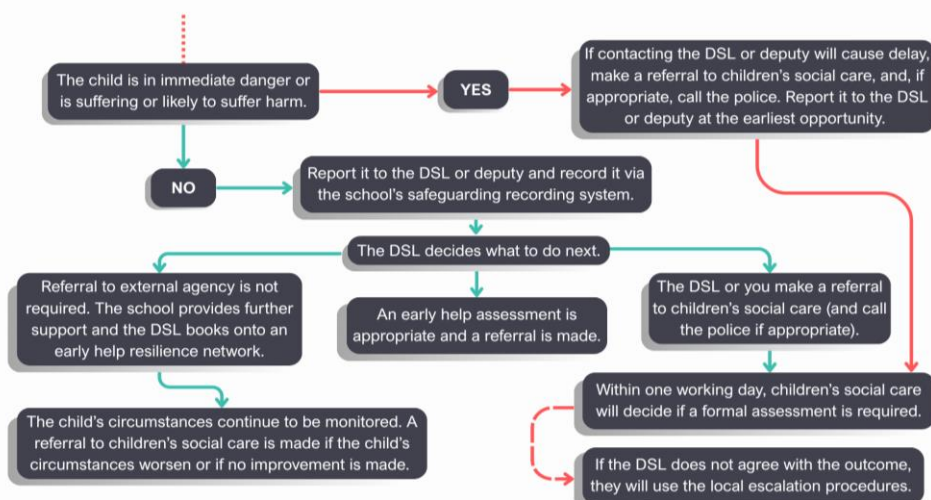 The child is in immediate danger or
is suffering or likely to suffer harm.
YES
If contacting the DSL or deputy will cause delay,
make a referral to children's social care, and, if
appropriate, call the police. Report it to the DSL
or deputy at the earliest opportunity.
NO
Report it to the DSL or deputy and record it via
the school's safeguarding recording system.
The DSL decides what to do next.
Referral to external agency is not
required. The school provides further
support and the DSL books onto an
early help resilience network.
An early help assessment is
appropriate and a referral is made.
The DSL or you make a referral
to children's social care (and call
the police if appropriate).
The child's circumstances continue to be monitored. A
referral to children's social care is made if the child's
circumstances worsen or if no improvement is made.
Within one working day, children's social care
will decide if a formal assessment is required.
If the DSL does not agree with the outcome,
they will use the local escalation procedures.